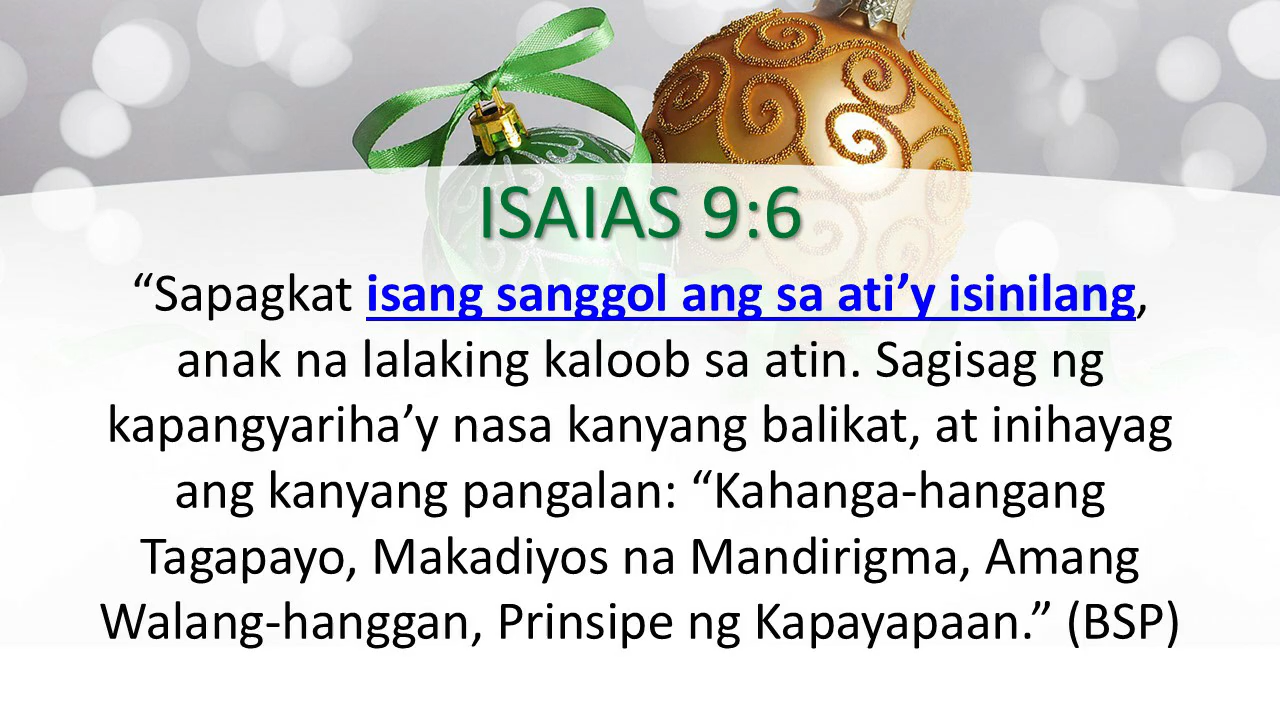 ISAIAS 9:6
“Sapagkat isang sanggol ang sa ati’y isinilang,
anak na lalaking kaloob sa atin. Sagisag ng
kapangyariha’y nasa kanyang balikat, at inihayag
ang kanyang pangalan: “Kahanga-hangang
Tagapayo, Makadiyos na Mandirigma, Amang
Walang-hanggan, Prinsipe ng Kapayapaan.” (BSP)